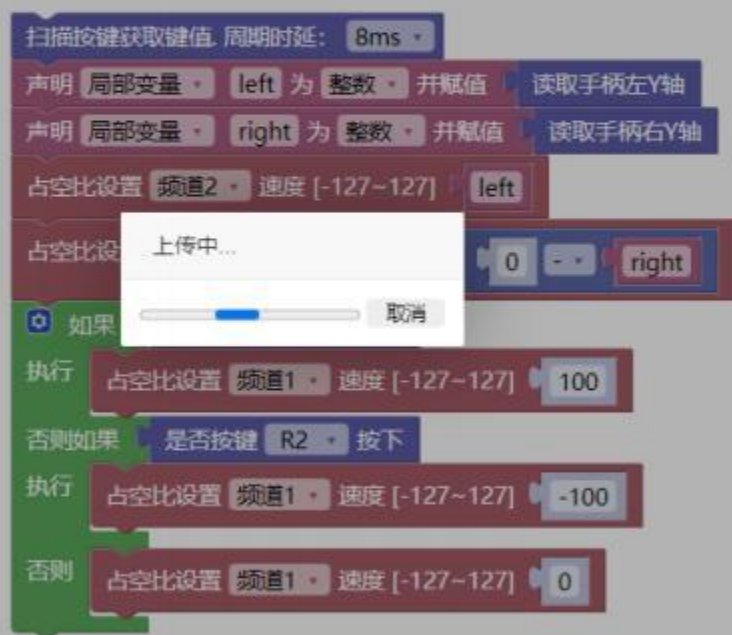 扫描按键获取键值 周期时延： 8ms
声明 局部变量 left 为 整数 并赋值 读取手柄左Y轴
声明 局部变量 right 为 整数 并赋值 读取手柄右Y轴
占空比设置 频道2 速度 [-127~127] left
占空比设 0 - right
上传中...
取消
如果
执行 占空比设置 频道1 速度 [-127~127] 100
否则如果 是否按键 R2 按下
执行 占空比设置 频道1 速度 [-127~127] -100
否则 占空比设置 频道1 速度 [-127~127] 0